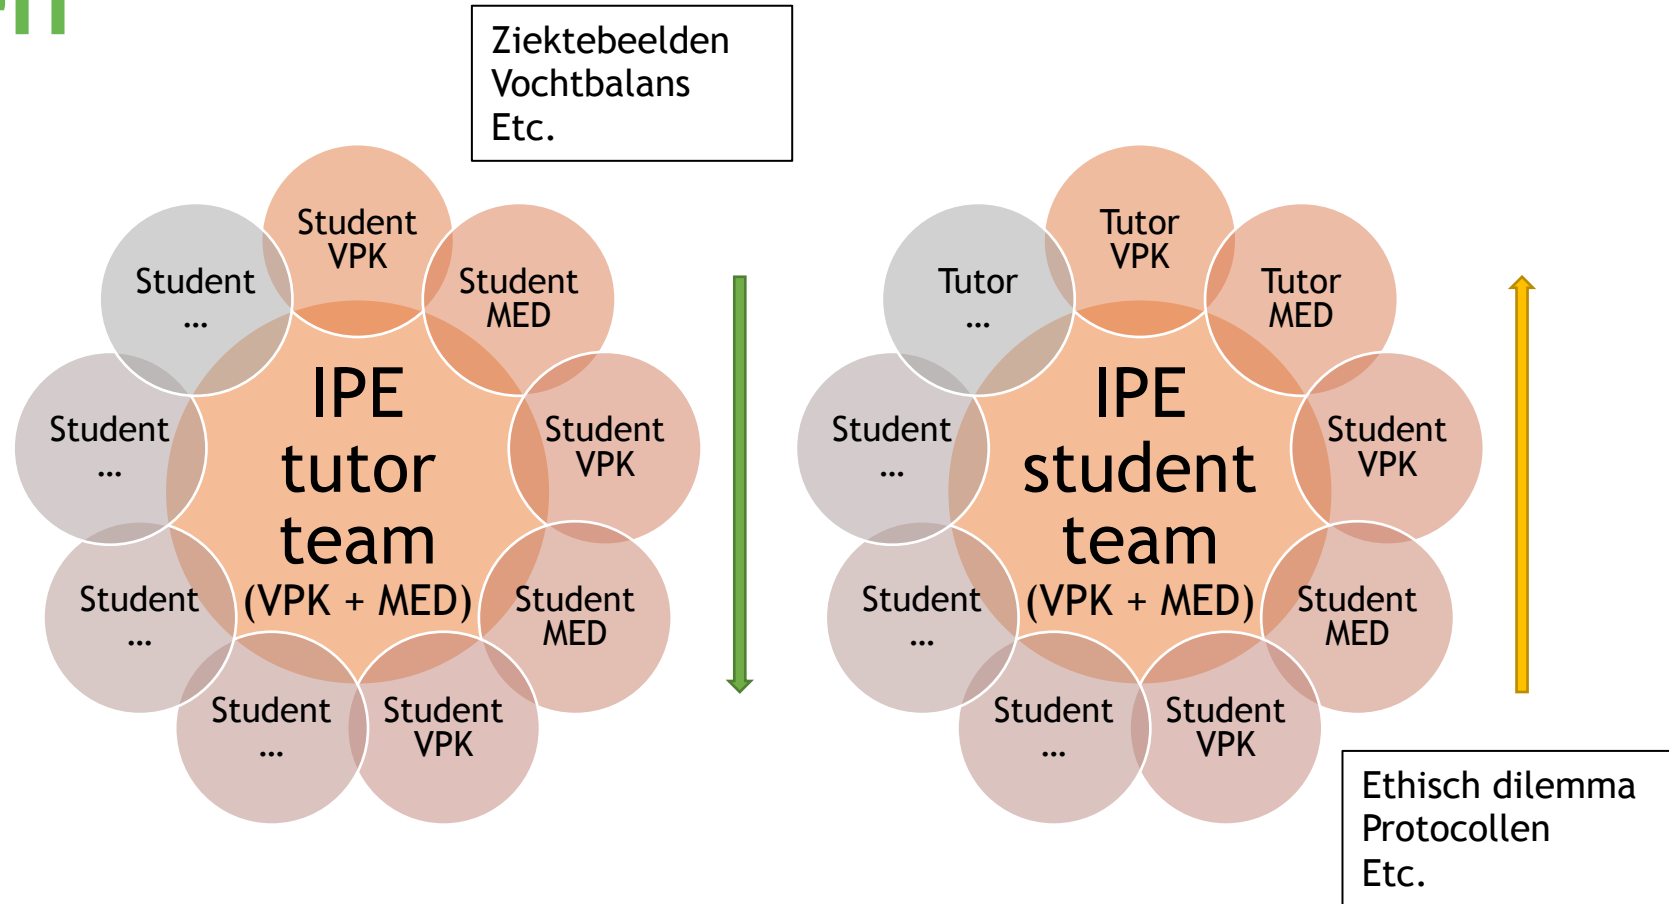 Ziektebeelden
Vochtbalans
Etc.
Student
VPK
Student
MED
Student
VPK
Student
MED
Student
VPK
Student
...
Student
...
Student
...
Student
...
IPE
tutor
team
(VPK + MED)
Tutor
VPK
Tutor
MED
Student
VPK
Student
MED
Student
VPK
Student
...
Student
...
Student
...
Tutor
...
IPE
student
team
(VPK + MED)
Ethisch dilemma
Protocollen
Etc.